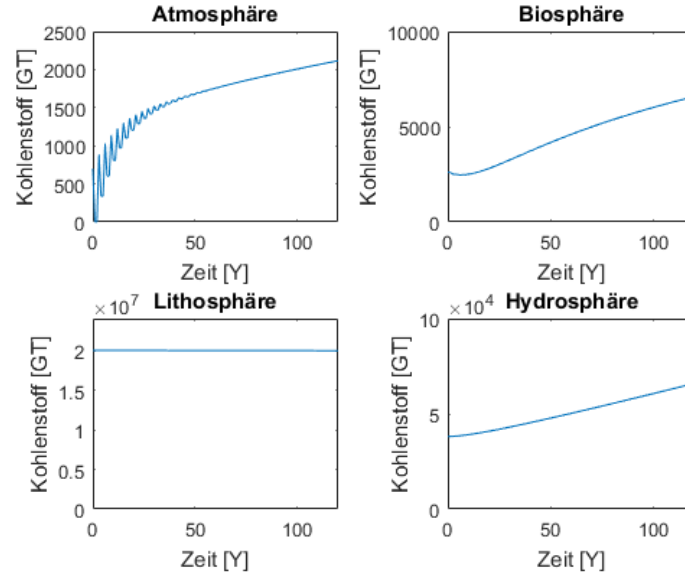 Atmosphäre
2500
2000
1500
1000
500
0
0 50 100
Zeit [Y]
Kohlenstoff [GT]
Biosphäre
10000
5000
0
0 50 100
Zeit [Y]
Kohlenstoff [GT]
×10^7 Lithosphäre
2
1.5
1
0.5
0
0 50 100
Zeit [Y]
Kohlenstoff [GT]
×10^4 Hydrosphäre
10
5
0
0 50 100
Zeit [Y]
Kohlenstoff [GT]